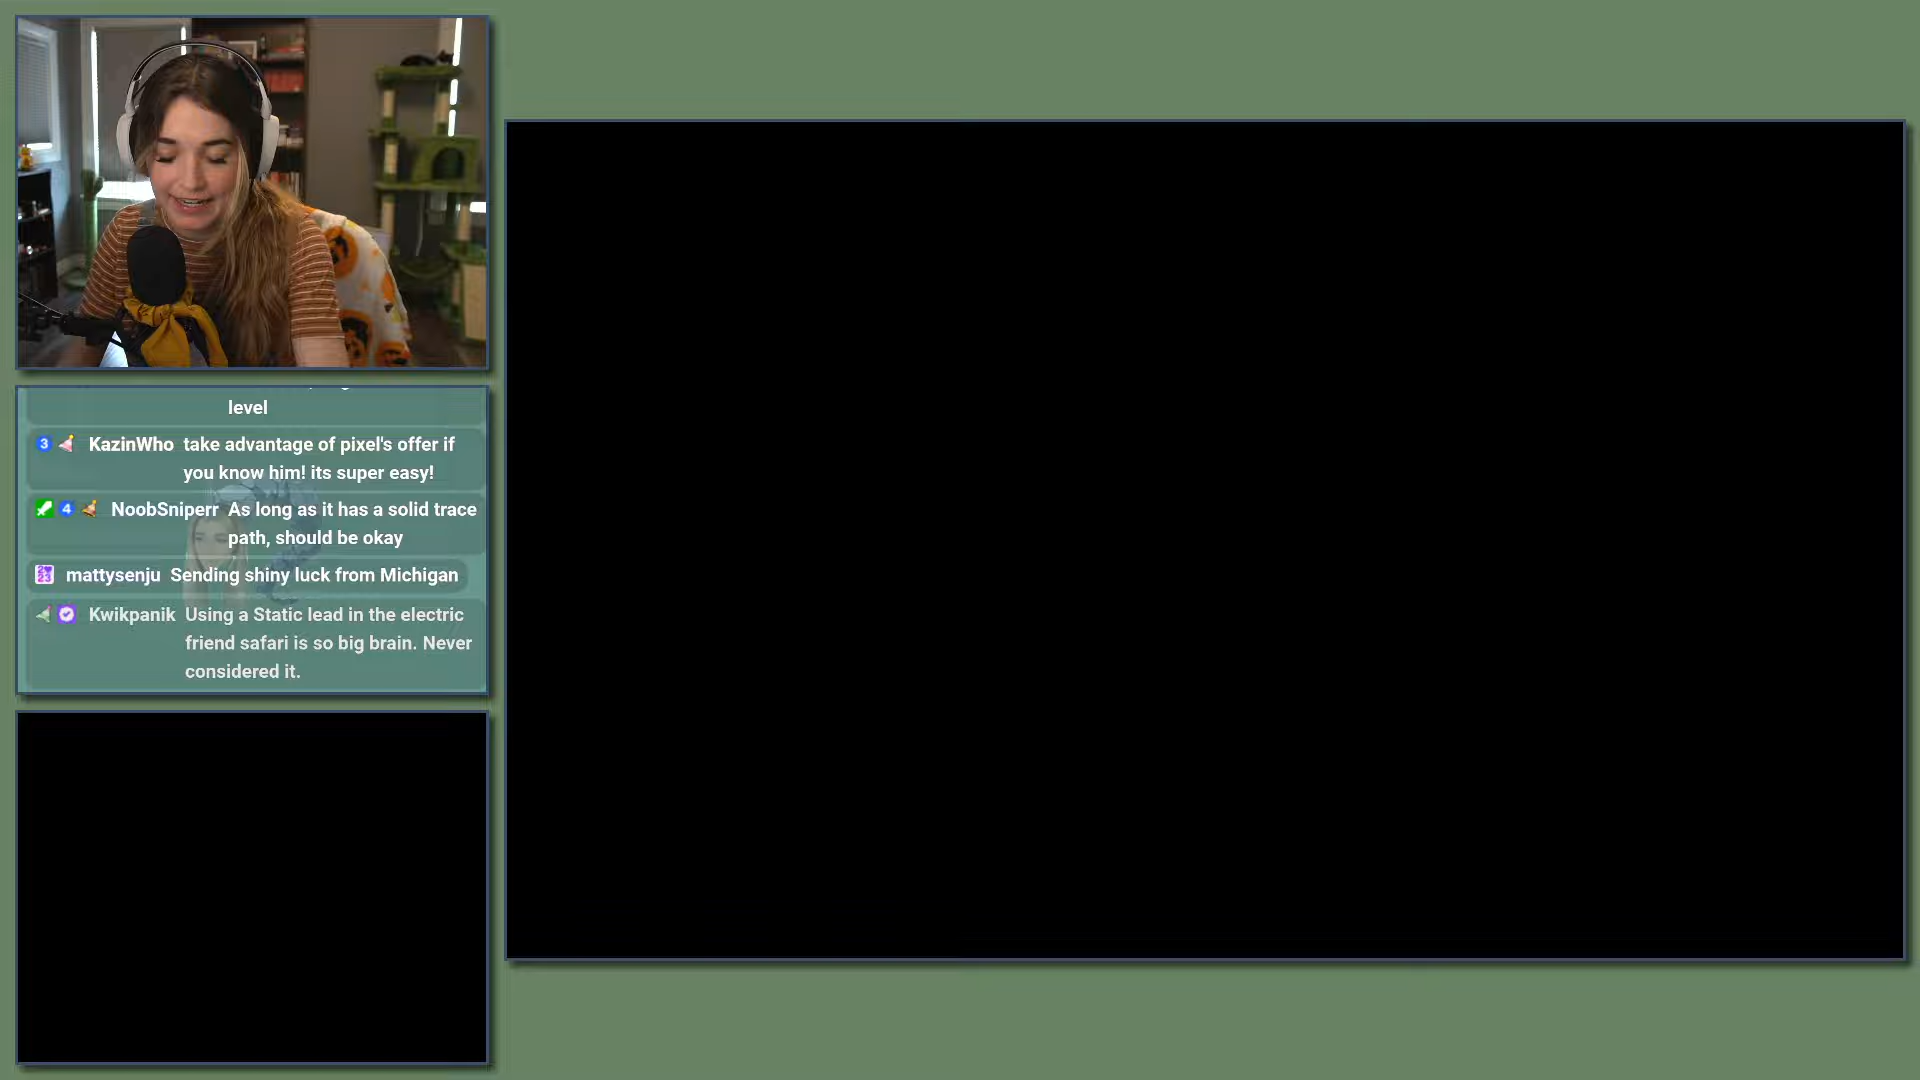 level
3 KazinWho take advantage of pixel's offer if
you know him! its super easy!
4 NoobSniperr As long as it has a solid trace
path, should be okay
mattysenju Sending shiny luck from Michigan
Kwikpanik Using a Static lead in the electric
friend safari is so big brain. Never
considered it.